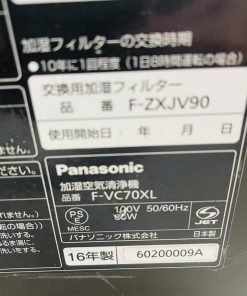 加湿フィルターの交換時期
●10年に1回程度(1日8時間運転の場合)
交換用加湿フィルター
品番 F-ZXJV90
使用開始日 年 月 日
Panasonic
加湿空気清浄機
品番 F-VC70XL
PS
E
MESC
100V 50/60Hz
JET
パナソニック株式会社 日本製
16年製 60200009A